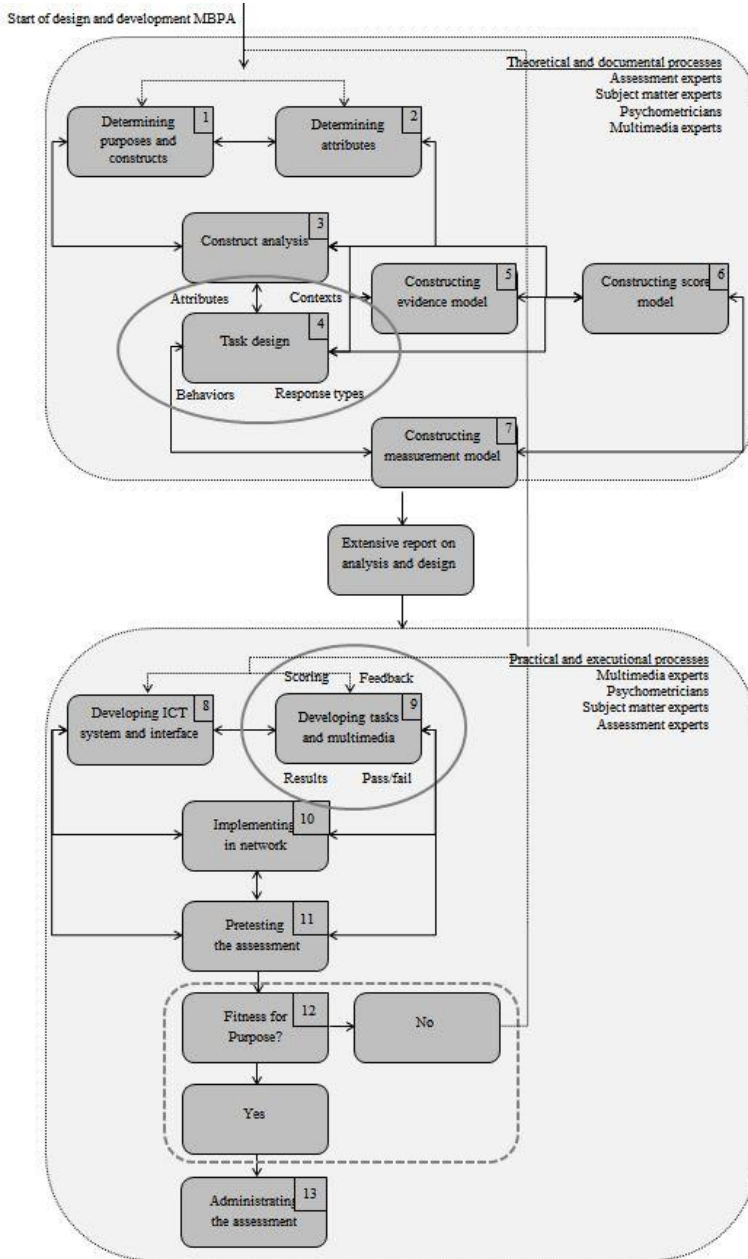 Start of design and development MBPA
Theoretical and documental processes
Assessment experts
Subject matter experts
Psychometricians
Multimedia experts
1
Determining
purposes and
constructs
2
Determining
attributes
3
Construct analysis
Attributes
Contexts
4
Task design
Behaviors
Response types
5
Constructing
evidence model
6
Constructing score
model
7
Constructing
measurement model
Extensive report on
analysis and design
Practical and executional processes
Multimedia experts
Psychometricians
Subject matter experts
Assessment experts
8
Developing ICT
system and interface
Scoring
Feedback
9
Developing tasks
and multimedia
Results
Pass/fail
10
Implementing
in network
11
Pretesting
the assessment
12
Fitness for
Purpose?
No
Yes
13
Administrating
the assessment